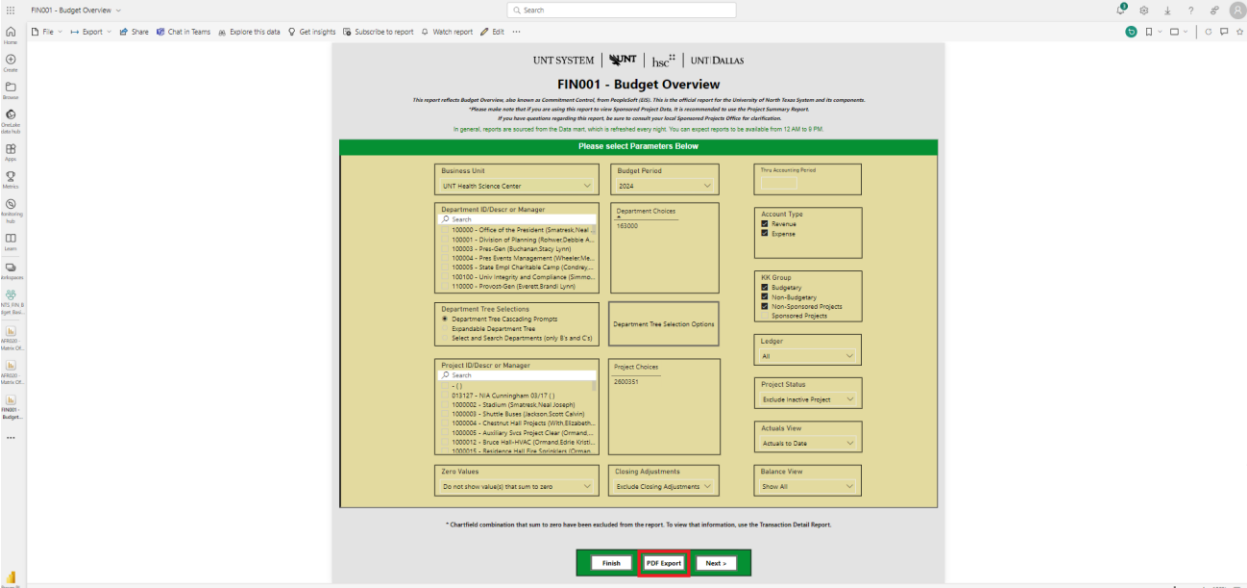 FIN001 - Budget Overview
Search
File
Export
Share
Chat in Teams
Explore this data
Get insights
Subscribe to report
Watch report
Edit
Home
Create
Browse
OneLake data hub
Apps
Metrics
Monitoring hub
Learn
Workspaces
UNT SYSTEM | UNT | hsc | UNT DALLAS
FIN001 - Budget Overview
This report reflects Budget Overview, also known as Commitment Control, from PeopleSoft (EIS). This is the official report for the University of North Texas System and its components.
*Please make note that if you are using this report to view Sponsored Project Data, it is recommended to use the Project Summary Report.
If you have questions regarding this report, be sure to consult your local Sponsored Projects Office for clarification.
In general, reports are sourced from the Data mart, which is refreshed every night. You can expect reports to be available from 12 AM to 8 PM.
Please select Parameters Below
Business Unit
UNT Health Science Center
Budget Period
2024
Thru Accounting Period
Department ID/Descr or Manager
Search
100000 - Office of the President (Smatresk,Neal ...
100001 - Division of Planning (Rohwer,Debbie A...
100003 - Pres-Gen (Buchanan,Stacy Lynn)
100004 - Pres Events Management (Wheeler,Me...
100005 - State Empl Charitable Camp (Condrey,...
100100 - Univ Integrity and Compliance (Simmo...
110000 - Provost-Gen (Everett,Brandi Lynn)
Department Choices
163000
Account Type
Revenue
Expense
KK Group
Budgetary
Non-Budgetary
Non-Sponsored Projects
Sponsored Projects
Department Tree Selections
Department Tree Cascading Prompts
Expandable Department Tree
Select and Search Departments (only B's and C's)
Department Tree Selection Options
Ledger
All
Project ID/Descr or Manager
Search
- ( )
013127 - NIA Cunningham 03/17 ( )
1000002 - Stadium (Smatresk,Neal Joseph)
1000003 - Shuttle Buses (Jackson,Scott Calvin)
1000004 - Chestnut Hall Projects (With,Elizabeth...
1000005 - Auxiliary Svcs Project Clear (Ormand,...
1000012 - Bruce Hall-HVAC (Ormand,Edrie Kristi...
1000015 - Residence Hall Fire Sprinklers (Orman...
Project Choices
2600351
Project Status
Exclude Inactive Project
Actuals View
Actuals to Date
Zero Values
Do not show value(s) that sum to zero
Closing Adjustments
Exclude Closing Adjustments
Balance View
Show All
* Chartfield combination that sum to zero have been excluded from the report. To view that information, use the Transaction Detail Report.
Finish
PDF Export
Next >